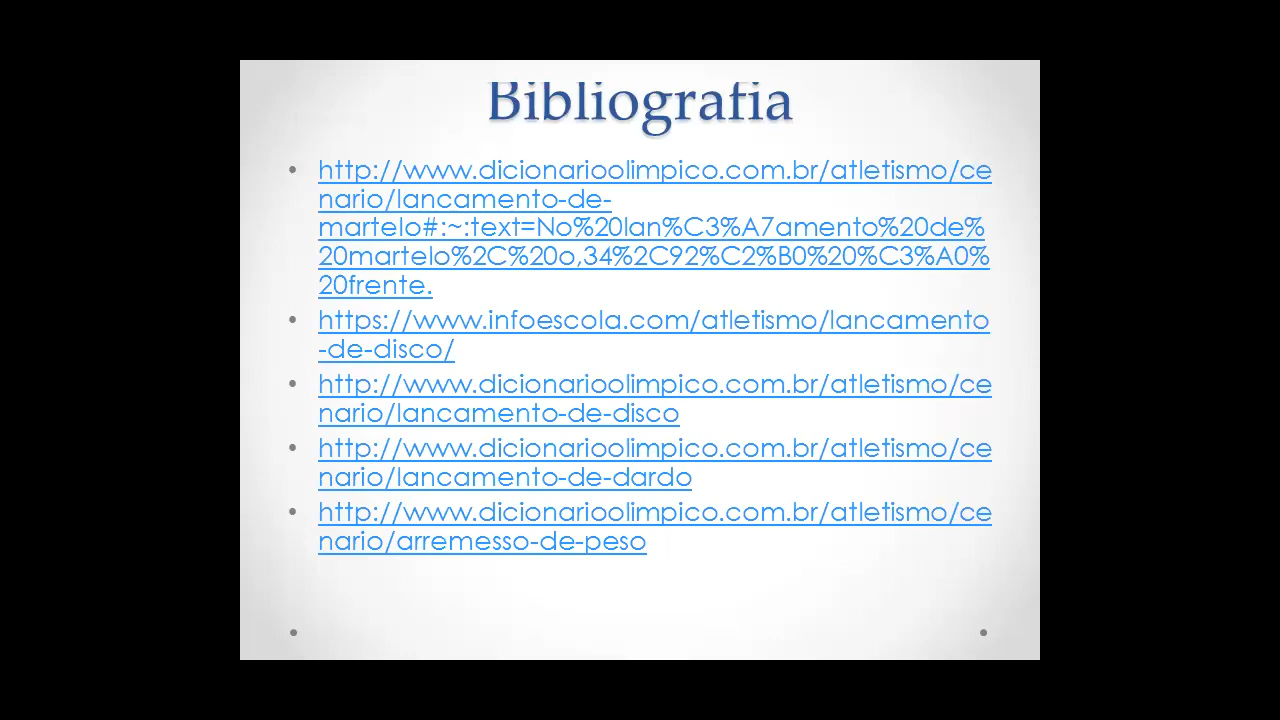 Bibliografia
• http://www.dicionarioolimpico.com.br/atletismo/ce
nario/lancamento-de-
martelo#:~:text=No%20lan%C3%A7amento%20de%
20martelo%2C%20o,34%2C92%C2%B0%20%C3%A0%
20frente.
• https://www.infoescola.com/atletismo/lancamento
-de-disco/
• http://www.dicionarioolimpico.com.br/atletismo/ce
nario/lancamento-de-disco
• http://www.dicionarioolimpico.com.br/atletismo/ce
nario/lancamento-de-dardo
• http://www.dicionarioolimpico.com.br/atletismo/ce
nario/arremesso-de-peso